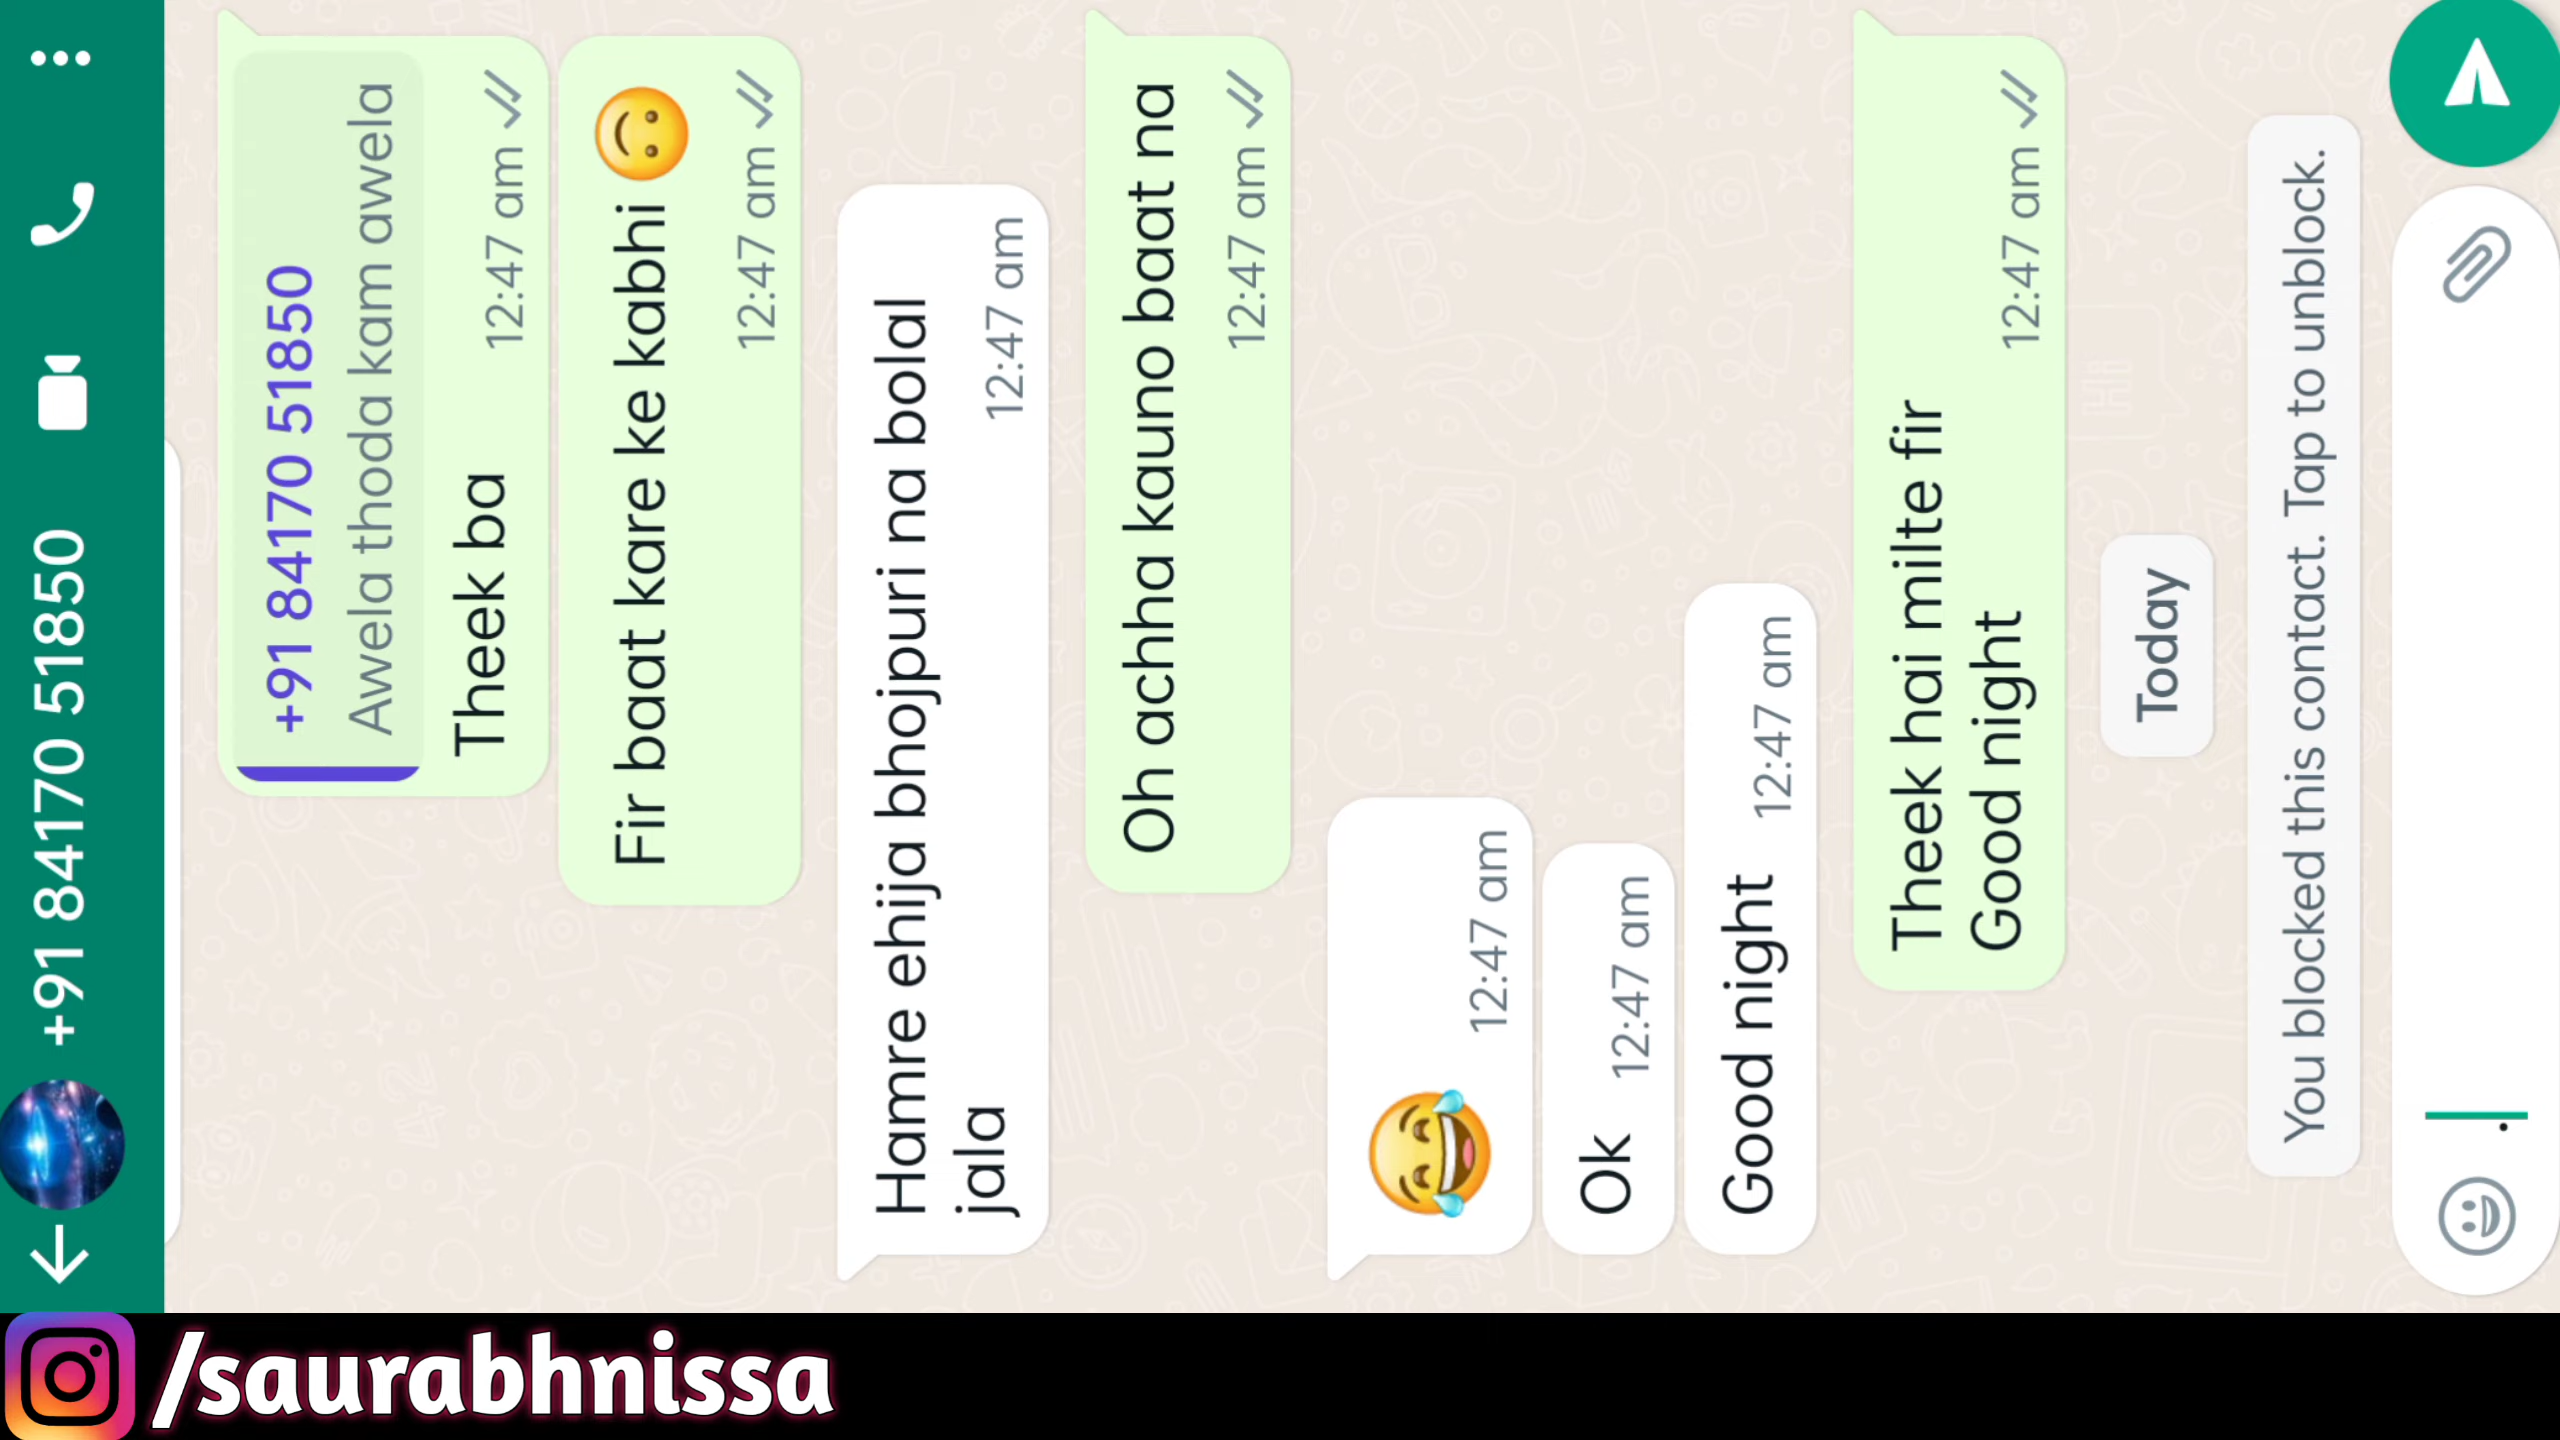 +91 84170 51850
+91 84170 51850
Awela thoda kam awela
Theek ba
12:47 am
Fir baat kare ke kabhi 🙂
12:47 am
Hamre ehija bhojpuri na bolal
jala
12:47 am
Oh achha kauno baat na
12:47 am
😂
12:47 am
Ok 12:47 am
Good night 12:47 am
Theek hai milte fir
Good night
12:47 am
Today
You blocked this contact. Tap to unblock.
.
/saurabhnissa